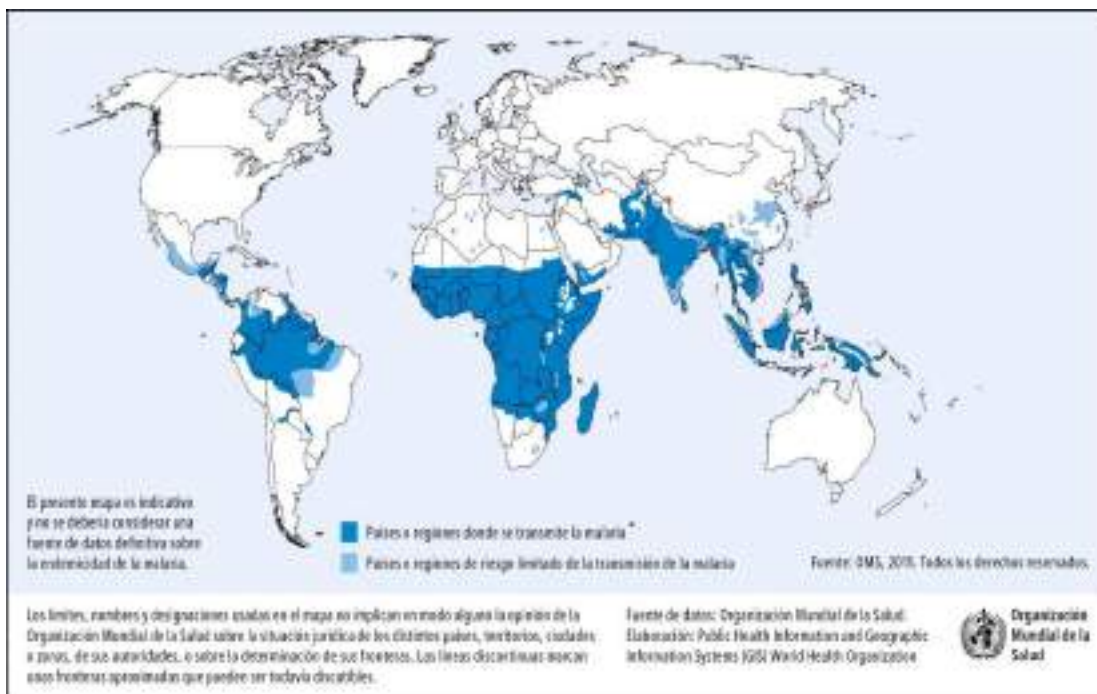 El presente mapa es indicativo
y no se debería considerar una
fuente de datos definitiva sobre
la endemicidad de la malaria.
Países o regiones donde se transmite la malaria *
Países o regiones de riesgo limitado de la transmisión de la malaria
Fuente: OMS, 2011. Todos los derechos reservados.
Los límites, nombres y designaciones usadas en el mapa no implican en modo alguno la opinión de la
Organización Mundial de la Salud sobre la situación jurídica de los distintos países, territorios, ciudades
o zonas, de sus autoridades, o sobre la determinación de sus fronteras. Las líneas discontinuas marcan
unas fronteras aproximadas que pueden ser todavía discutibles.
Fuente de datos: Organización Mundial de la Salud.
Elaboración: Public Health Information and Geographic
Information Systems (GIS) World Health Organization
Organización
Mundial de la
Salud